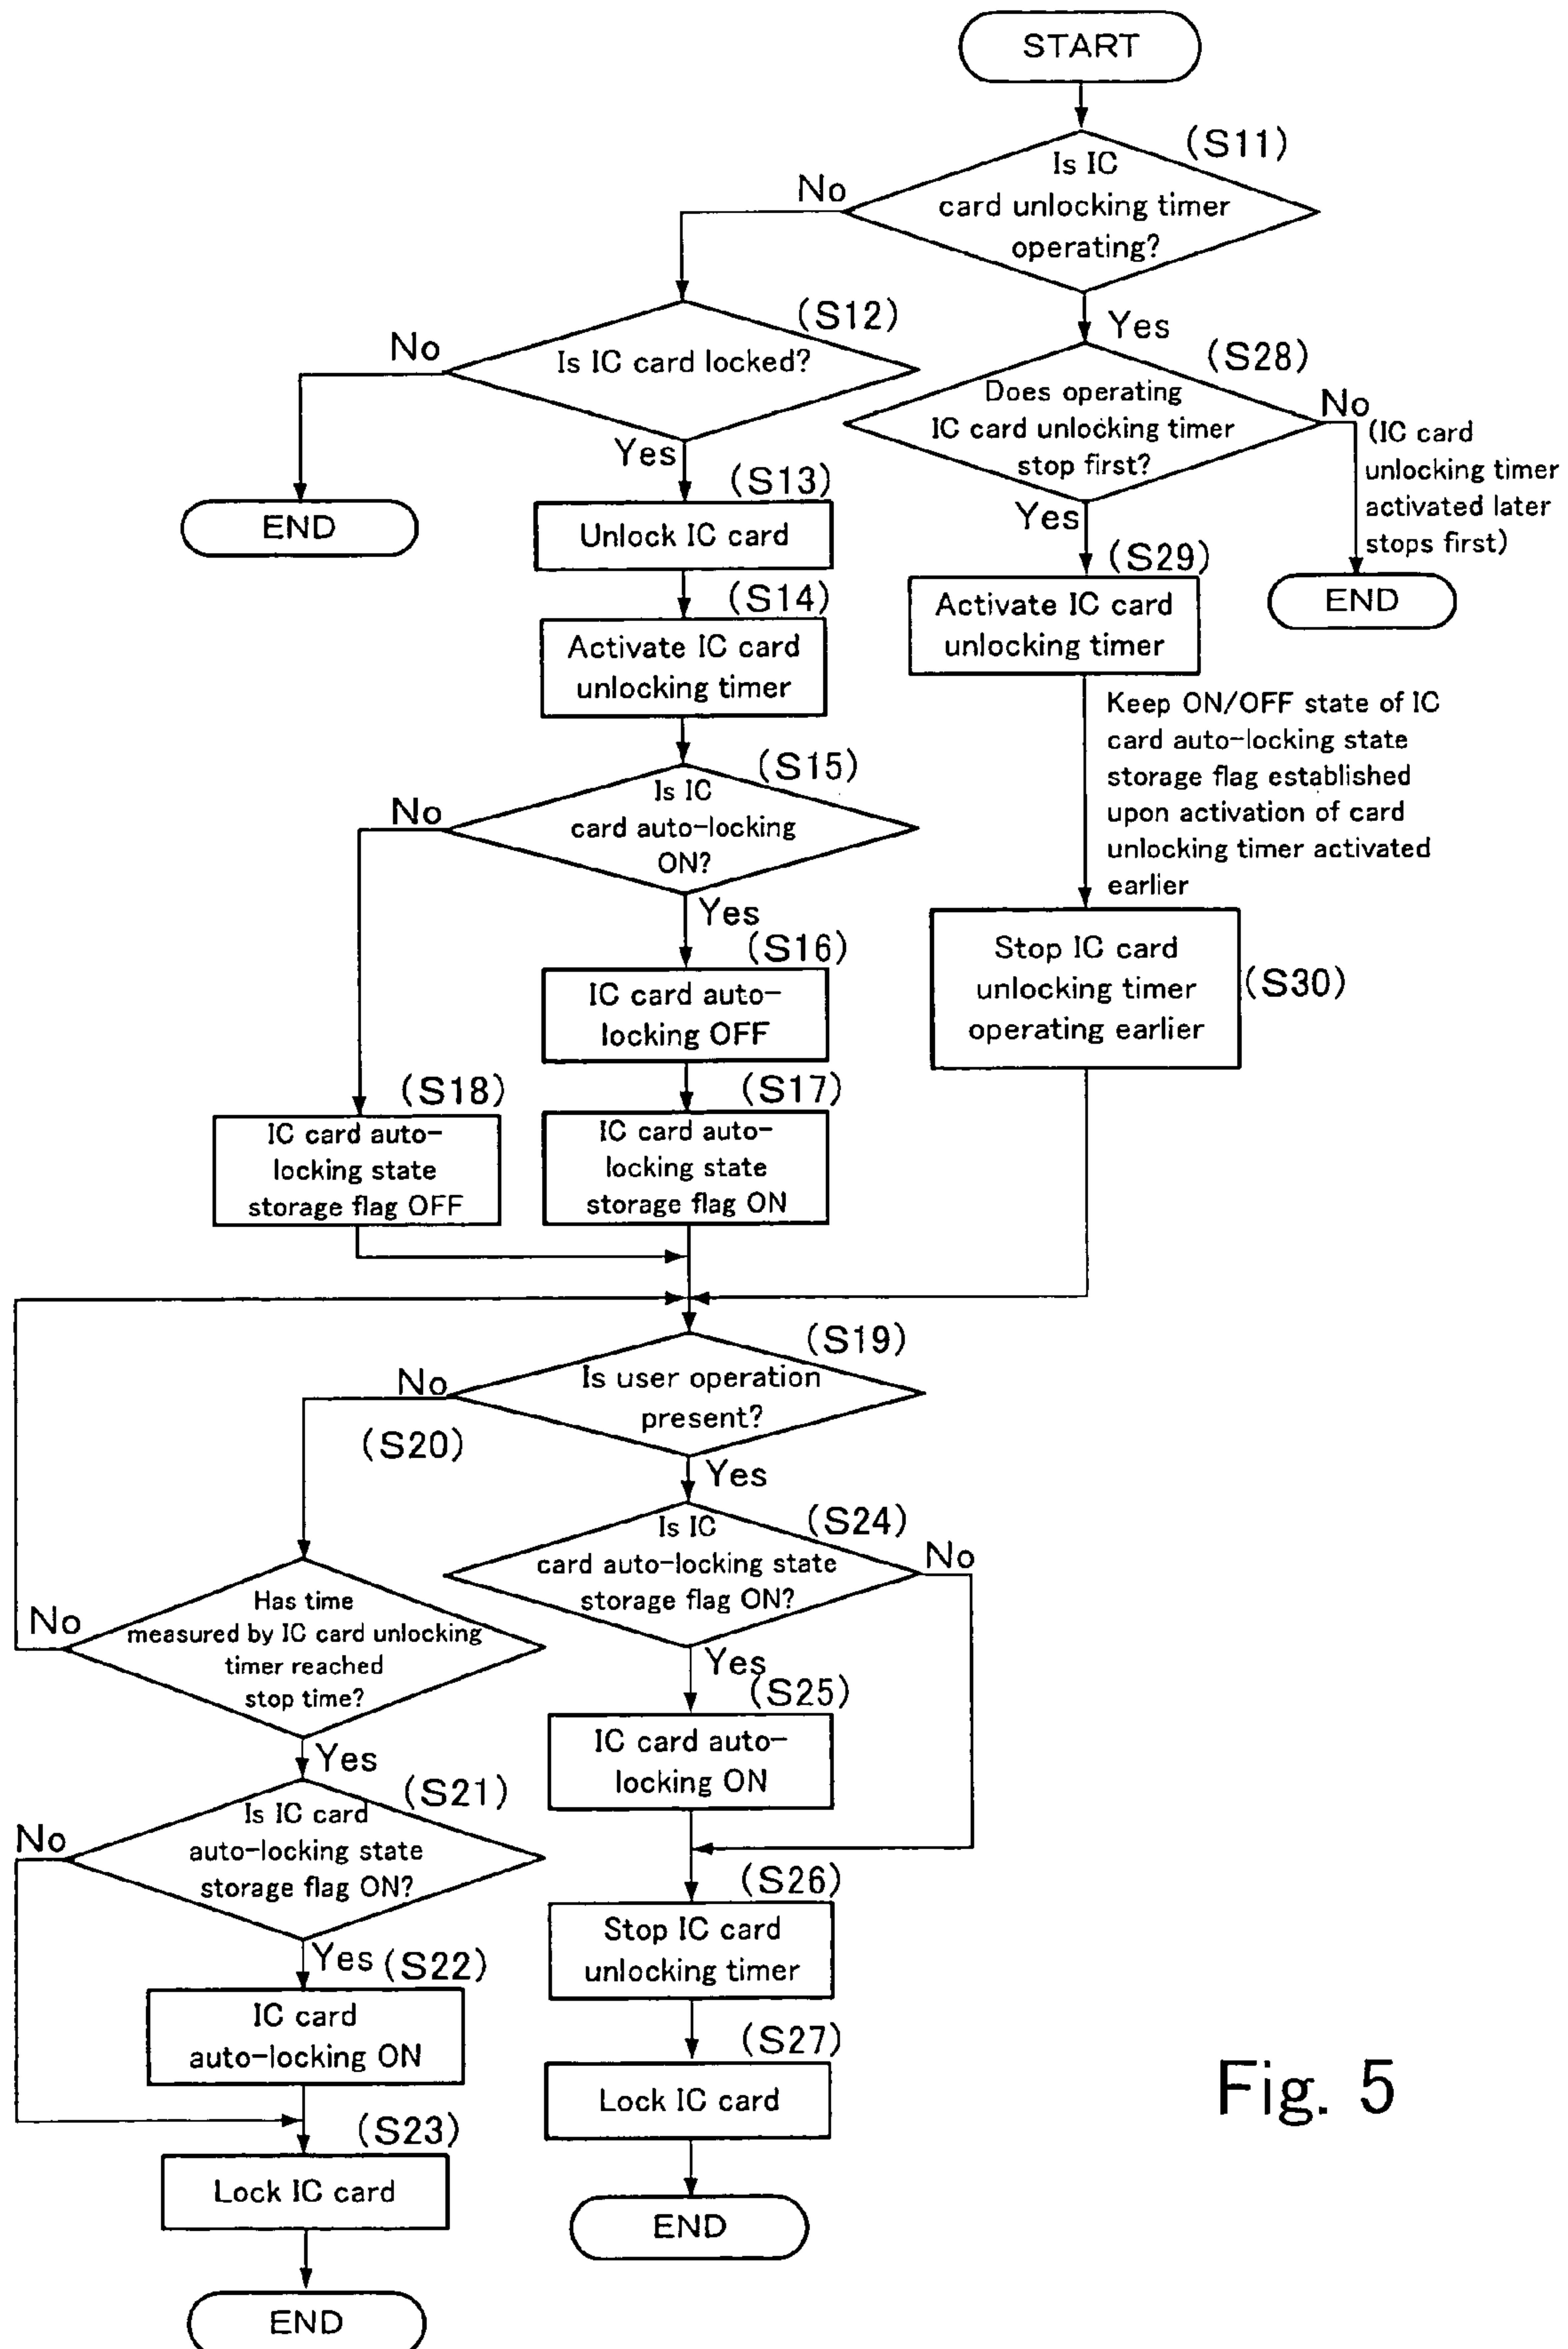 START
(S11)
Is IC
card unlocking timer
operating?
No
Yes
(S12)
Is IC card locked?
No
Yes
END
(S28)
Does operating
IC card unlocking timer
stop first?
No
(IC card
unlocking timer
activated later
stops first)
END
Yes
(S13)
Unlock IC card
(S14)
Activate IC card
unlocking timer
(S29)
Activate IC card
unlocking timer
Keep ON/OFF state of IC
card auto-locking state
storage flag established
upon activation of card
unlocking timer activated
earlier
(S15)
Is IC
card auto-locking
ON?
No
Yes
(S16)
IC card auto-
locking OFF
(S30)
Stop IC card
unlocking timer
operating earlier
(S18)
IC card auto-
locking state
storage flag OFF
(S17)
IC card auto-
locking state
storage flag ON
(S19)
Is user operation
present?
No
Yes
(S20)
Has time
measured by IC card unlocking
timer reached
stop time?
No
Yes
(S24)
Is IC
card auto-locking state
storage flag ON?
No
Yes
(S25)
IC card auto-
locking ON
(S21)
Is IC card
auto-locking state
storage flag ON?
No
Yes
(S22)
IC card
auto-locking ON
(S26)
Stop IC card
unlocking timer
(S27)
Lock IC card
END
(S23)
Lock IC card
END
Fig. 5